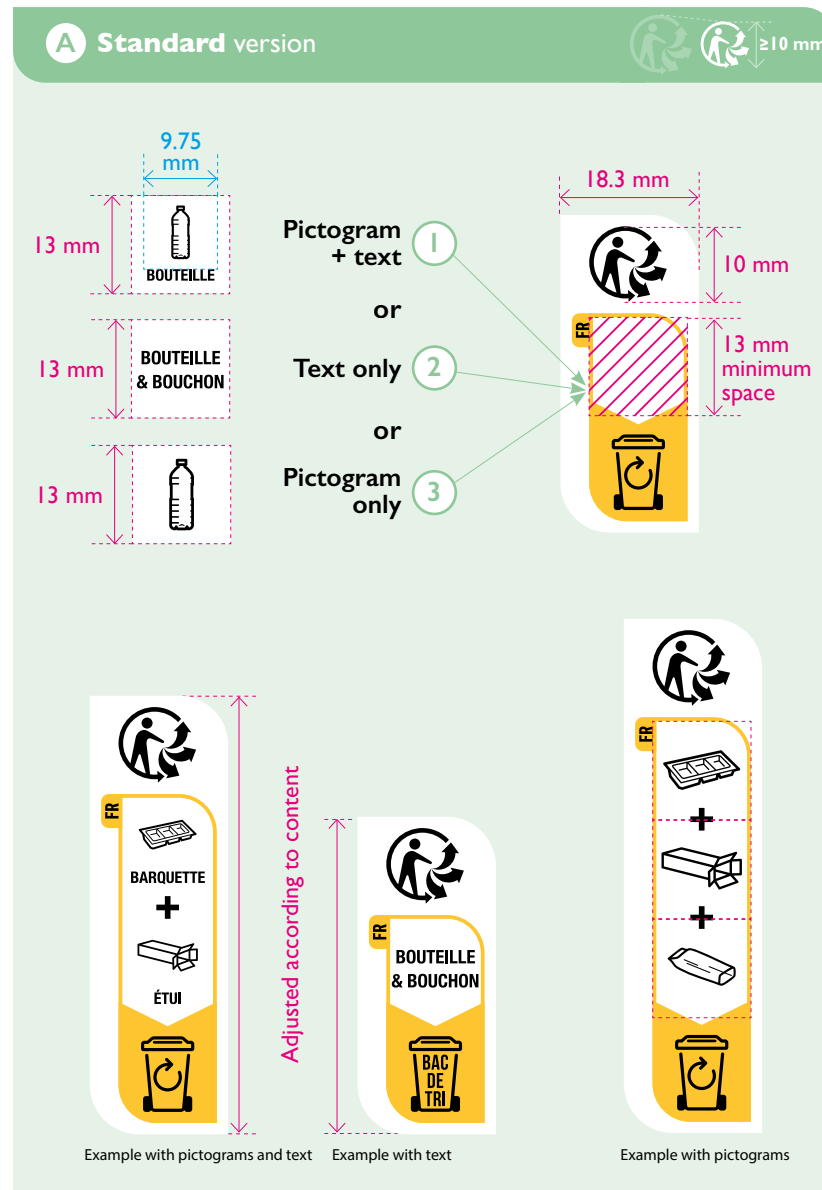 A Standard version
≥10 mm
9.75
mm
13 mm
BOUTEILLE
13 mm
BOUTEILLE
& BOUCHON
13 mm
Pictogram
+ text
1
or
Text only
2
or
Pictogram
only
3
18.3 mm
10 mm
FR
13 mm
minimum
space
FR
BARQUETTE
+
ÉTUI
Adjusted according to content
FR
BOUTEILLE
& BOUCHON
BAC
DE
TRI
FR
+
+
Example with pictograms and text
Example with text
Example with pictograms